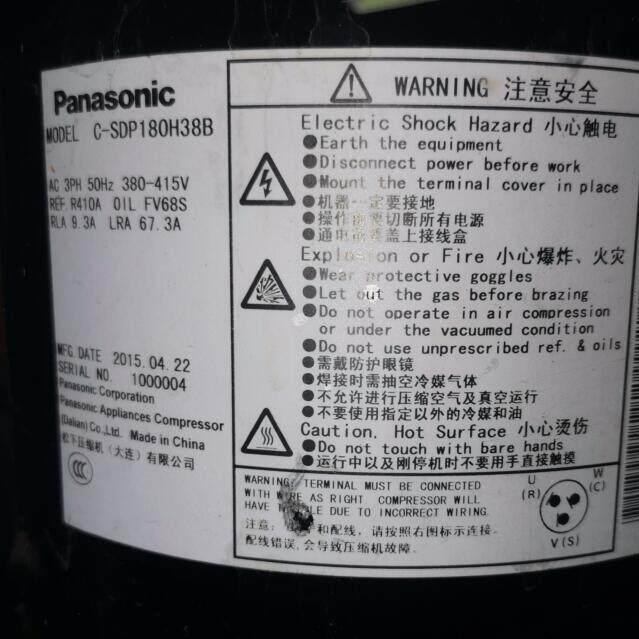 Panasonic
MODEL C-SDP180H38B
AC 3PH 50Hz 380-415V
REF. R410A OIL FV68S
RLA 9.3A LRA 67.3A
MFG.DATE 2015.04.22
SERIAL NO. 1000004
Panasonic Corporation
Panasonic Appliances Compressor
(Dalian) Co.,Ltd. Made in China
松下压缩机（大连）有限公司
CCC
WARNING 注意安全
Electric Shock Hazard 小心触电
●Earth the equipment
●Disconnect power before work
●Mount the terminal cover in place
●机器一定要接地
●操作前要切断所有电源
●通电前要盖上接线盒
Explosion or Fire 小心爆炸、火灾
●Wear protective goggles
●Let out the gas before brazing
●Do not operate in air compression
or under the vacuumed condition
●Do not use unprescribed ref. & oils
●需戴防护眼镜
●焊接时需抽空冷媒气体
●不允许进行压缩空气及真空运行
●不要使用指定以外的冷媒和油
Caution, Hot Surface 小心烫伤
●Do not touch with bare hands
●运行中以及刚停机时不要用手直接触摸
WARNING: TERMINAL MUST BE CONNECTED
WITH WIRE AS RIGHT COMPRESSOR WILL
HAVE TROUBLE DUE TO INCORRECT WIRING.
注意： 和配线，请按照右图标示连接。
配线错误，会导致压缩机故障。
U
(R)
W
(C)
V(S)